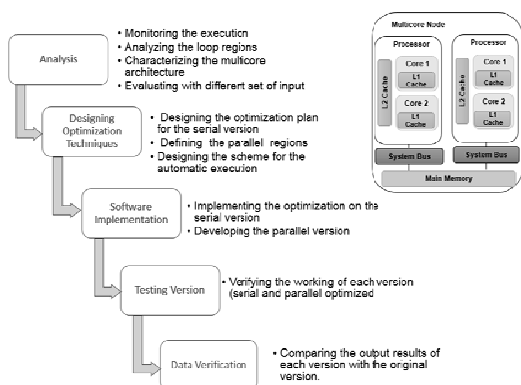 Analysis
• Monitoring the execution
• Analyzing the loop regions
• Characterizing the multicore
architecture
• Evaluating with different set of input
Designing
Optimization
Techniques
• Designing the optimization plan
for the serial version
• Defining the parallel regions
• Designing the scheme for the
automatic execution
Software
Implementation
• Implementing the optimization on the
serial version
• Developing the parallel version
Testing Version
• Verifying the working of each version
(serial and parallel optimized
Data Verification
• Comparing the output results of
each version with the original
version.
Multicore Node
Processor
L2 Cache
Core 1
L1
Cache
Core 2
L1
Cache
System Bus
Processor
L2 Cache
Core 1
L1
Cache
Core 2
L1
Cache
System Bus
Main Memory